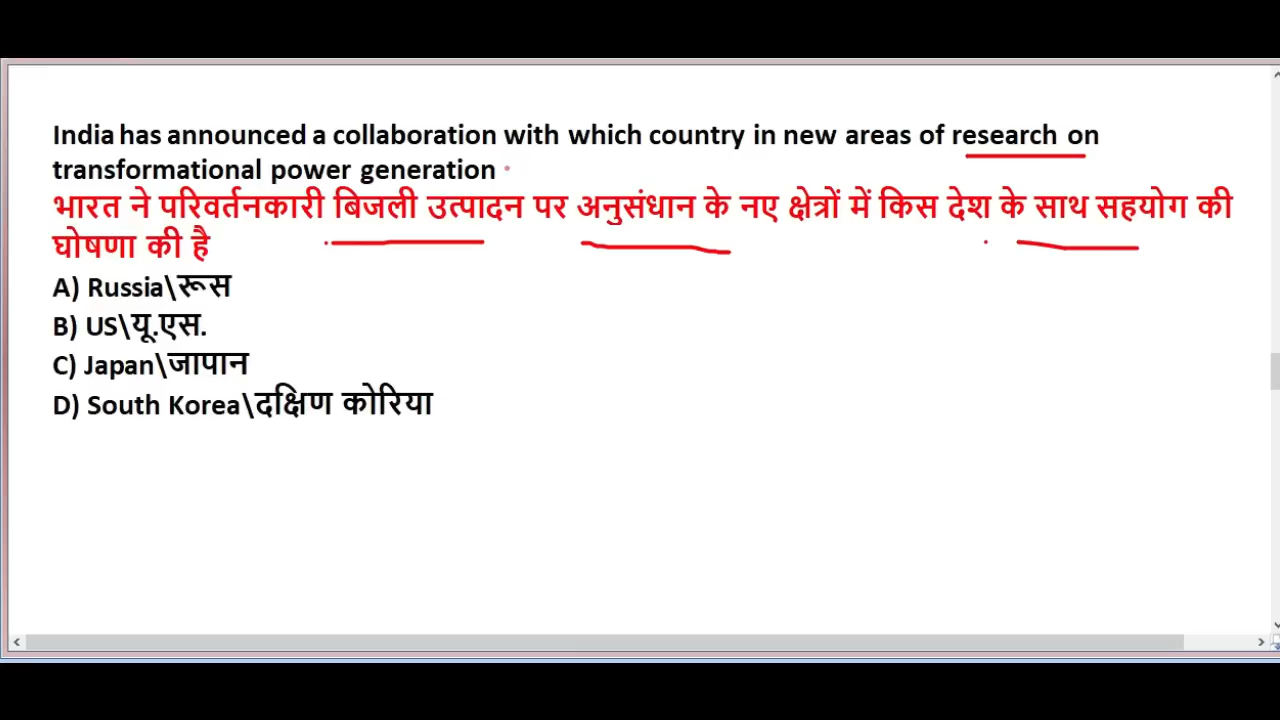 India has announced a collaboration with which country in new areas of research on
transformational power generation
भारत ने परिवर्तनकारी बिजली उत्पादन पर अनुसंधान के नए क्षेत्रों में किस देश के साथ सहयोग की
घोषणा की है
A) Russia\रूस
B) US\यू.एस.
C) Japan\जापान
D) South Korea\दक्षिण कोरिया